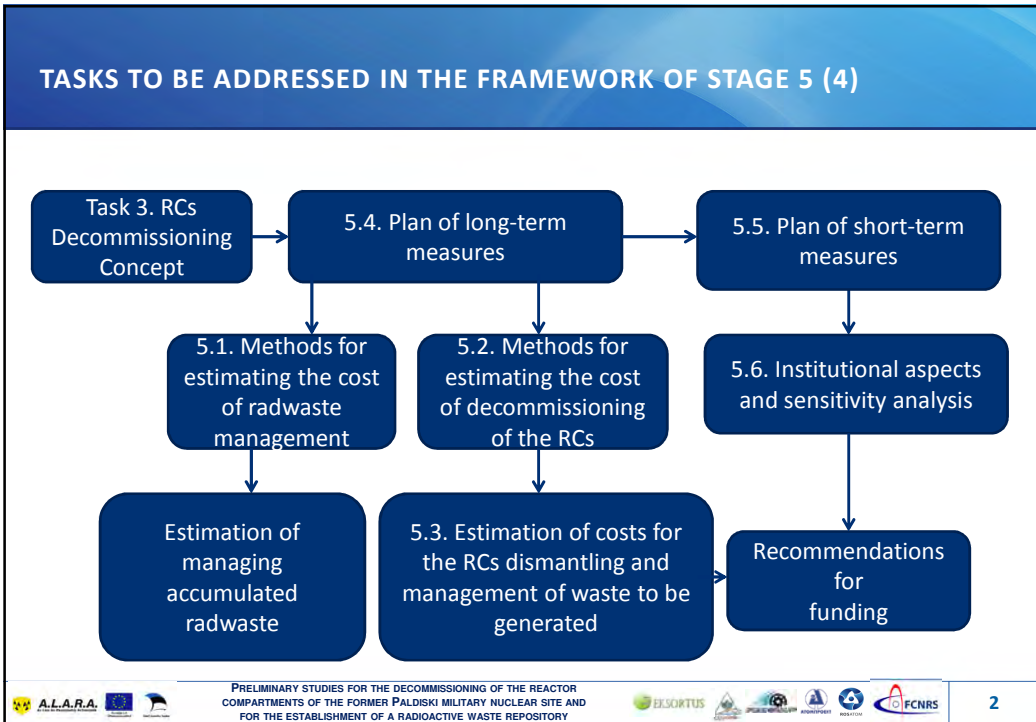 TASKS TO BE ADDRESSED IN THE FRAMEWORK OF STAGE 5 (4)
Task 3. RCs
Decommissioning
Concept
5.4. Plan of long-term
measures
5.5. Plan of short-term
measures
5.1. Methods for
estimating the cost
of radwaste
management
5.2. Methods for
estimating the cost
of decommissioning
of the RCs
5.6. Institutional aspects
and sensitivity analysis
Estimation of
managing
accumulated
radwaste
5.3. Estimation of costs for
the RCs dismantling and
management of waste to be
generated
Recommendations
for
funding
A.L.A.R.A.
PRELIMINARY STUDIES FOR THE DECOMMISSIONING OF THE REACTOR
COMPARTMENTS OF THE FORMER PALDISKI MILITARY NUCLEAR SITE AND
FOR THE ESTABLISHMENT OF A RADIOACTIVE WASTE REPOSITORY
EKSORTUS
ROSATOM
FCNRS
2